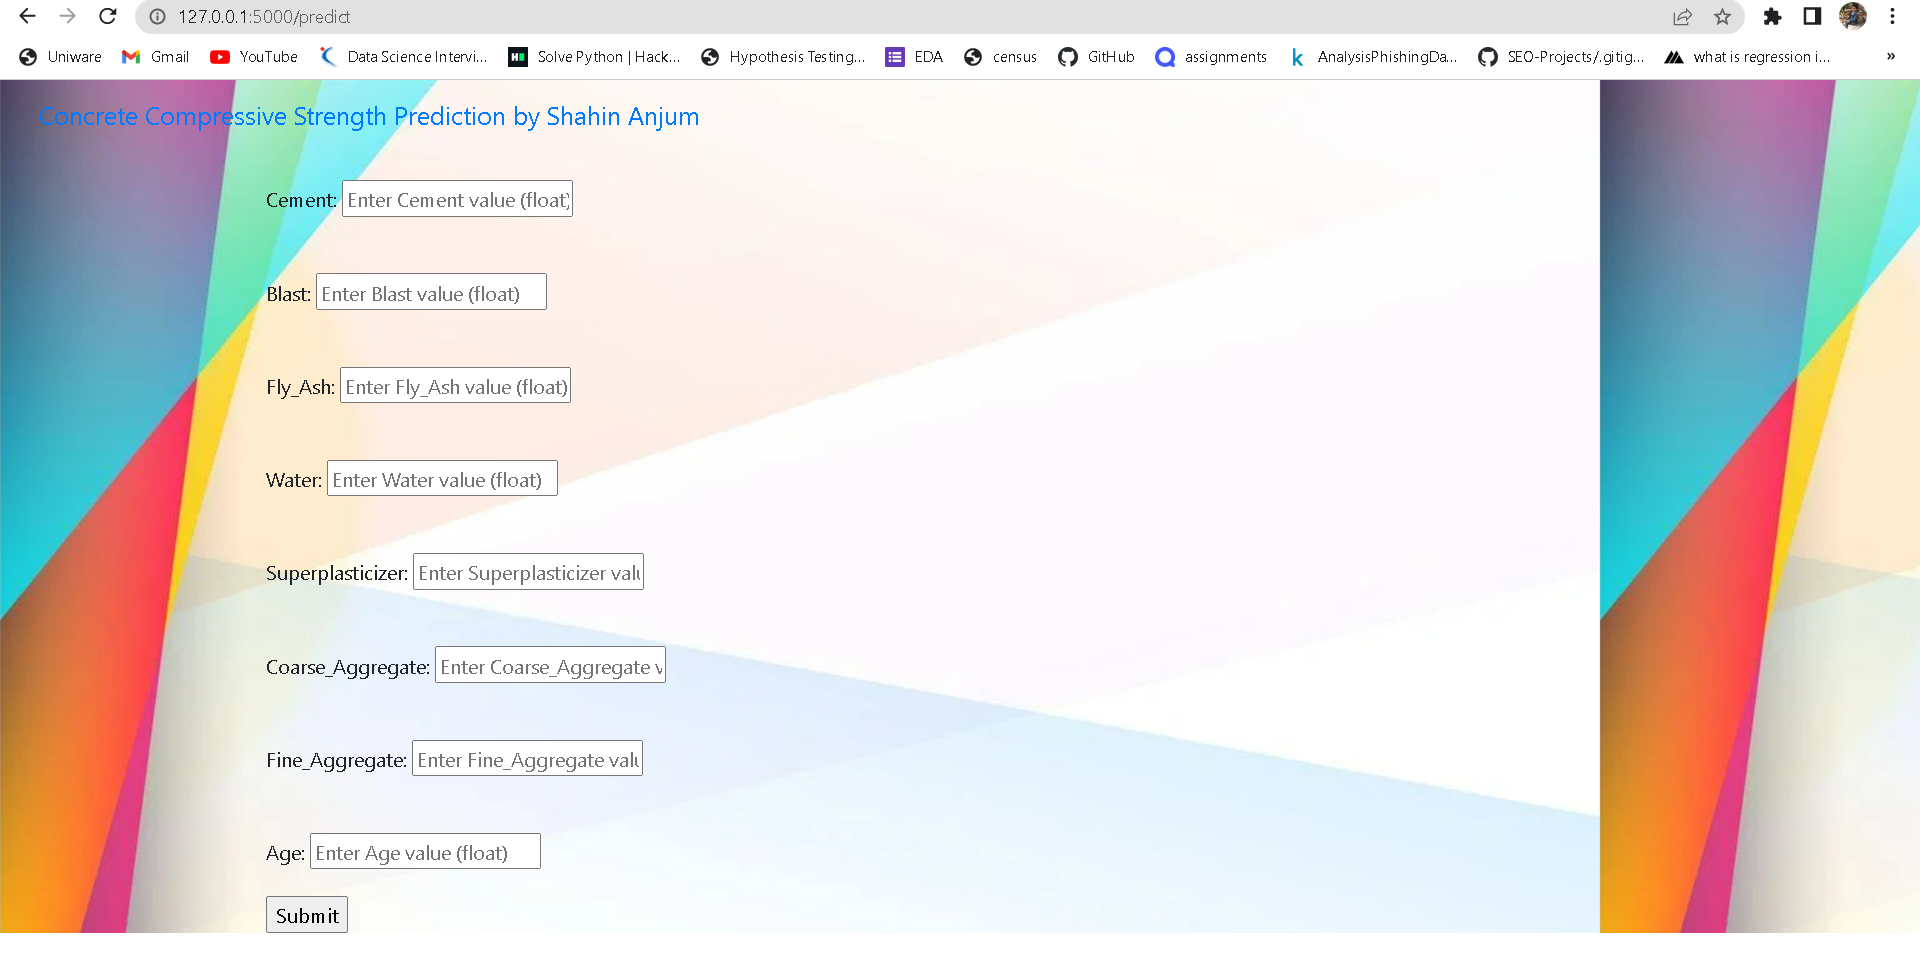 127.0.0.1:5000/predict
Uniware Gmail YouTube Data Science Intervi... Solve Python | Hack... Hypothesis Testing... EDA census GitHub assignments AnalysisPhishingDa... SEO-Projects/.gitig... what is regression i... »
Concrete Compressive Strength Prediction by Shahin Anjum
Cement: Enter Cement value (float)
Blast: Enter Blast value (float)
Fly_Ash: Enter Fly_Ash value (float)
Water: Enter Water value (float)
Superplasticizer: Enter Superplasticizer valu
Coarse_Aggregate: Enter Coarse_Aggregate v
Fine_Aggregate: Enter Fine_Aggregate valu
Age: Enter Age value (float)
Submit